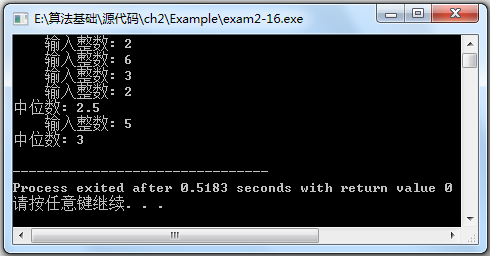 E:\算法基础\源代码\ch2\Example\exam2-16.exe
输入整数: 2
输入整数: 6
输入整数: 3
输入整数: 2
中位数: 2.5
输入整数: 5
中位数: 3
--------------------------------
Process exited after 0.5183 seconds with return value 0
请按任意键继续. . .